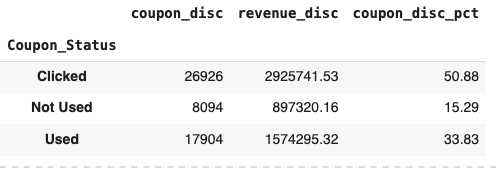 coupon_disc revenue_disc coupon_disc_pct
Coupon_Status
Clicked 26926 2925741.53 50.88
Not Used 8094 897320.16 15.29
Used 17904 1574295.32 33.83